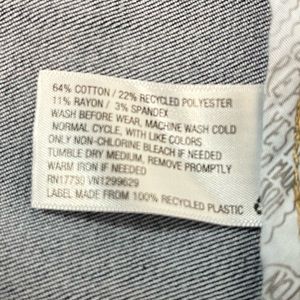 64% COTTON / 22% RECYCLED POLYESTER
11% RAYON / 3% SPANDEX
WASH BEFORE WEAR, MACHINE WASH COLD
NORMAL CYCLE, WITH LIKE COLORS
ONLY NON-CHLORINE BLEACH IF NEEDED
TUMBLE DRY MEDIUM, REMOVE PROMPTLY
WARM IRON IF NEEDED
RN17730 VN1299629
LABEL MADE FROM 100% RECYCLED PLASTIC